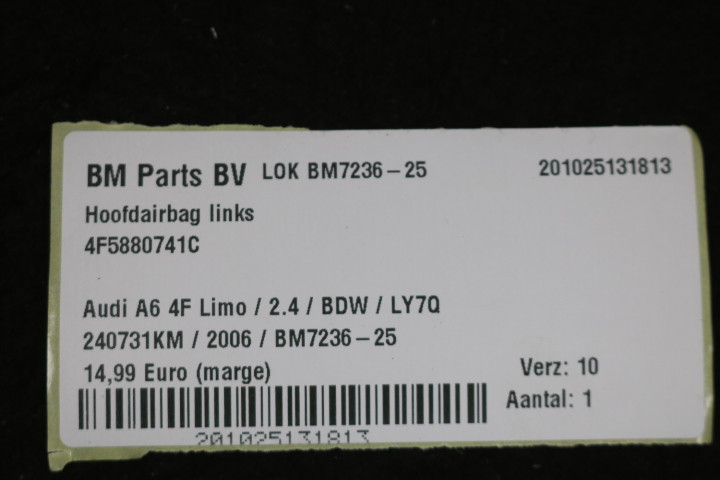 BM Parts BV LOK BM7236-25 201025131813
Hoofdairbag links
4F5880741C
Audi A6 4F Limo / 2.4 / BDW / LY7Q
240731KM / 2006 / BM7236-25
14,99 Euro (marge) Verz: 10
Aantal: 1
201025131813